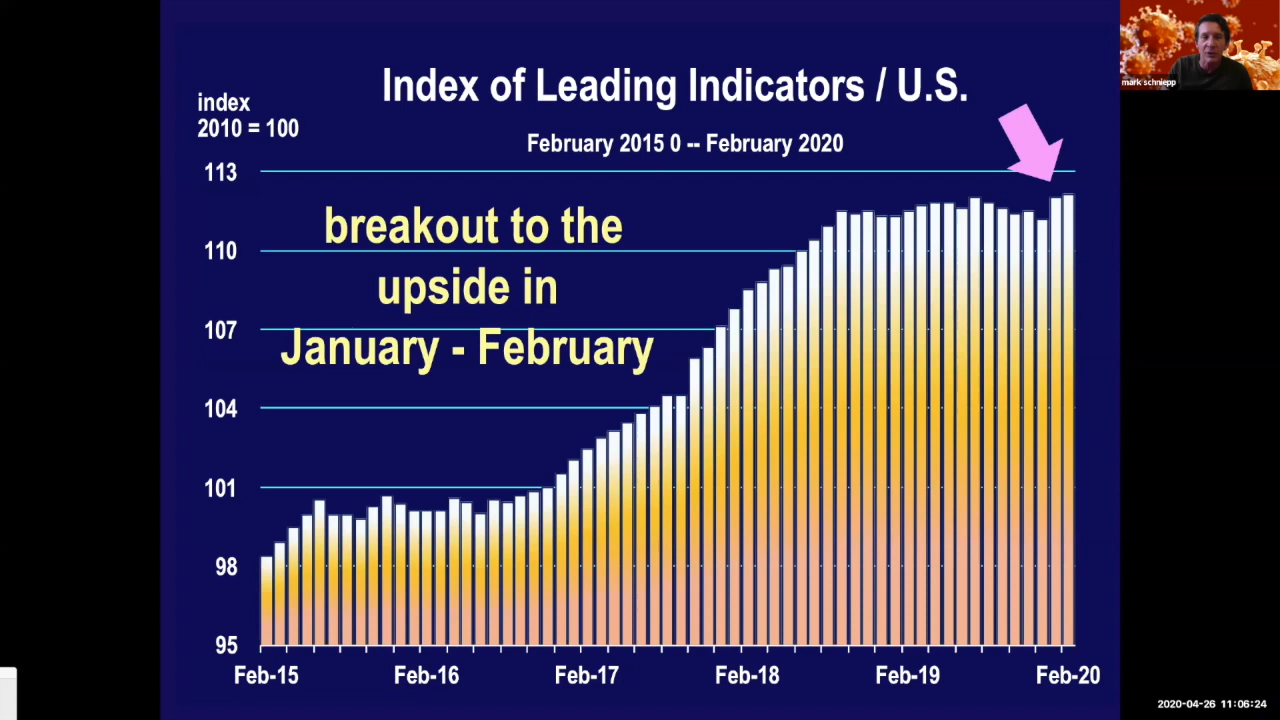 mark schniepp
Index of Leading Indicators / U.S.
index
2010 = 100
February 2015 0 -- February 2020
113
breakout to the
110
upside in
107
January - February
104
101
98
95
Feb-15 Feb-16 Feb-17 Feb-18 Feb-19 Feb-20
2020-04-26 11:06:24